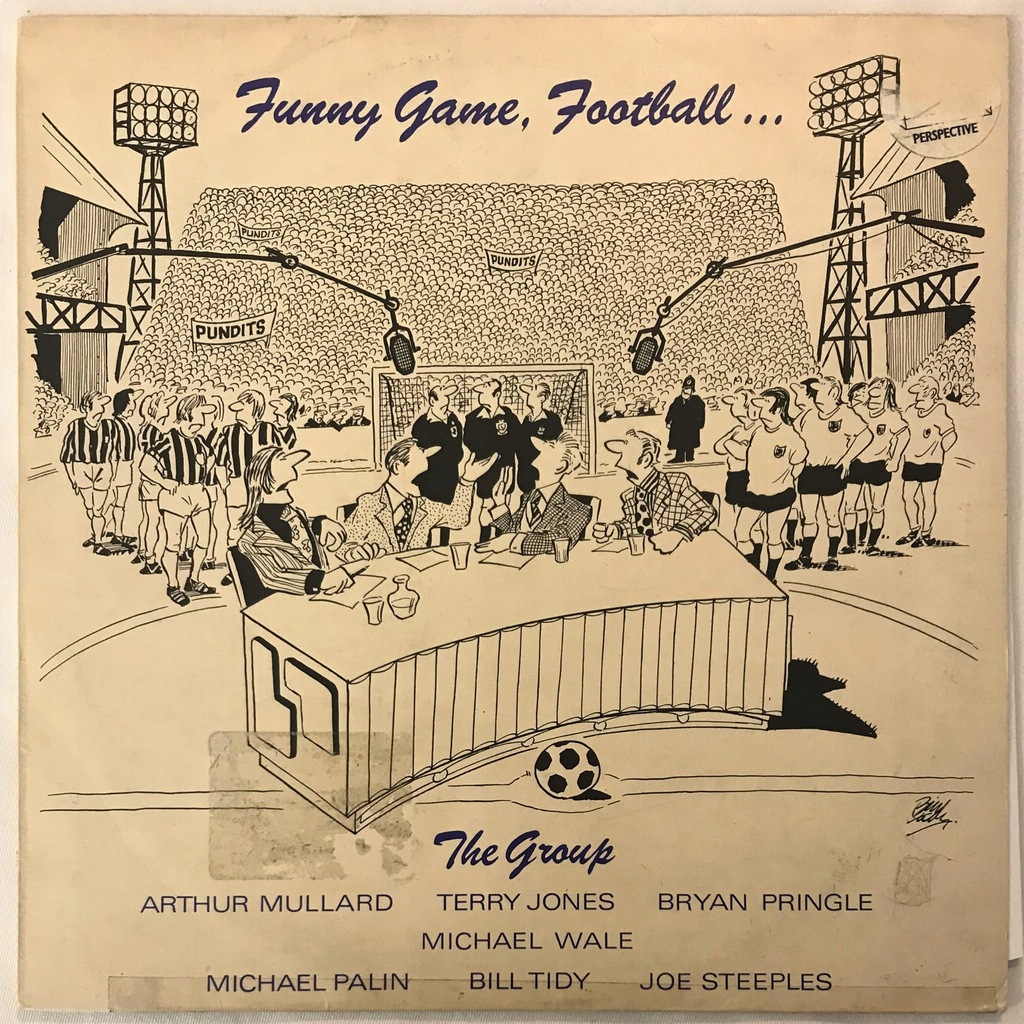 Funny Game, Football...
PERSPECTIVE
PUNDITS
PUNDITS
PUNDITS
The Group
ARTHUR MULLARD TERRY JONES BRYAN PRINGLE
MICHAEL WALE
MICHAEL PALIN BILL TIDY JOE STEEPLES